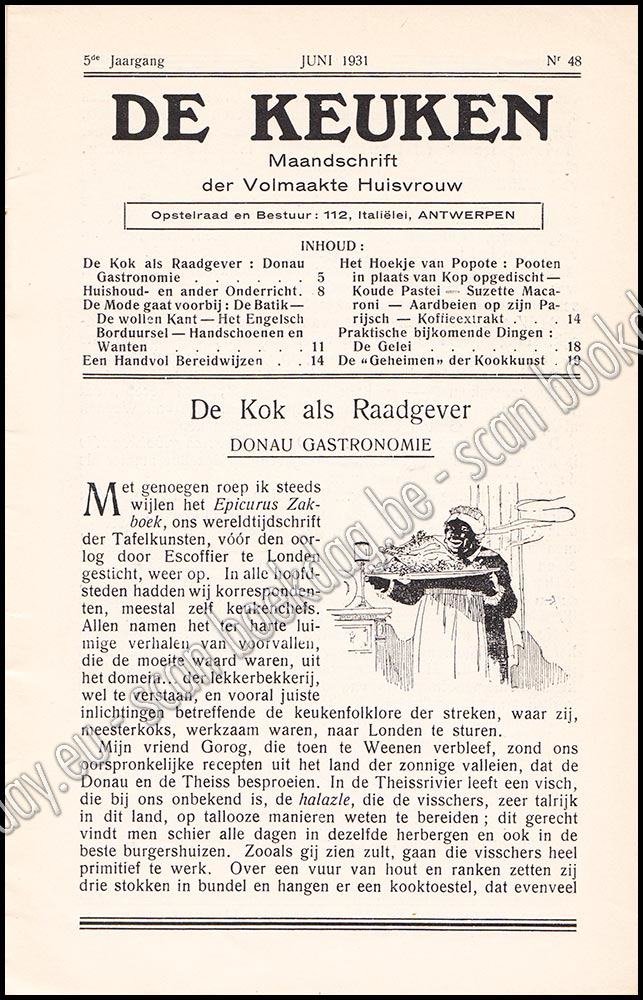 5de Jaargang JUNI 1931 Nr 48
DE KEUKEN
Maandschrift
der Volmaakte Huisvrouw
Opstelraad en Bestuur : 112, Italiëlei, ANTWERPEN
INHOUD :
De Kok als Raadgever : Donau
Gastronomie . . . . . 5
Huishoud- en ander Onderricht. 8
De Mode gaat voorbij : De Batik —
De wollen Kant — Het Engelsch
Borduursel — Handschoenen en
Wanten . . . . . . . 11
Een Handvol Bereidwijzen . . 14
Het Hoekje van Popote : Pooten
in plaats van Kop opgedischt —
Koude Pastei — Suzette Maca-
roni — Aardbeien op zijn Pa-
rijsch — Koffieextrakt . . . 14
Praktische bijkomende Dingen :
De Gelei . . . . . . . 18
De "Geheimen" der Kookkunst . 19
De Kok als Raadgever
DONAU GASTRONOMIE
Met genoegen roep ik steeds
wijlen het Epicurus Zak-
boek, ons wereldtijdschrift
der Tafelkunsten, vóór den oor-
log door Escoffier te Londen
gesticht, weer op. In alle hoofd-
steden hadden wij korresponden-
ten, meestal zelf keukenchefs.
Allen namen het ter harte lui-
mige verhalen van voorvallen,
die de moeite waard waren, uit
het domein... der lekkerbekkerij,
wel te verstaan, en vooral juiste
inlichtingen betreffende de keukenfolklore der streken, waar zij,
meesterkoks, werkzaam waren, naar Londen te sturen.
Mijn vriend Gorog, die toen te Weenen verbleef, zond ons
oorspronkelijke recepten uit het land der zonnige valleien, dat de
Donau en de Theiss besproeien. In de Theissrivier leeft een visch,
die bij ons onbekend is, de halazle, die de visschers, zeer talrijk
in dit land, op tallooze manieren weten te bereiden ; dit gerecht
vindt men schier alle dagen in dezelfde herbergen en ook in de
beste burgershuizen. Zooals gij zien zult, gaan die visschers heel
primitief te werk. Over een vuur van hout en ranken zetten zij
drie stokken in bundel en hangen er een kooktoestel, dat evenveel
day.eu - scan bookday.be - scan bookd